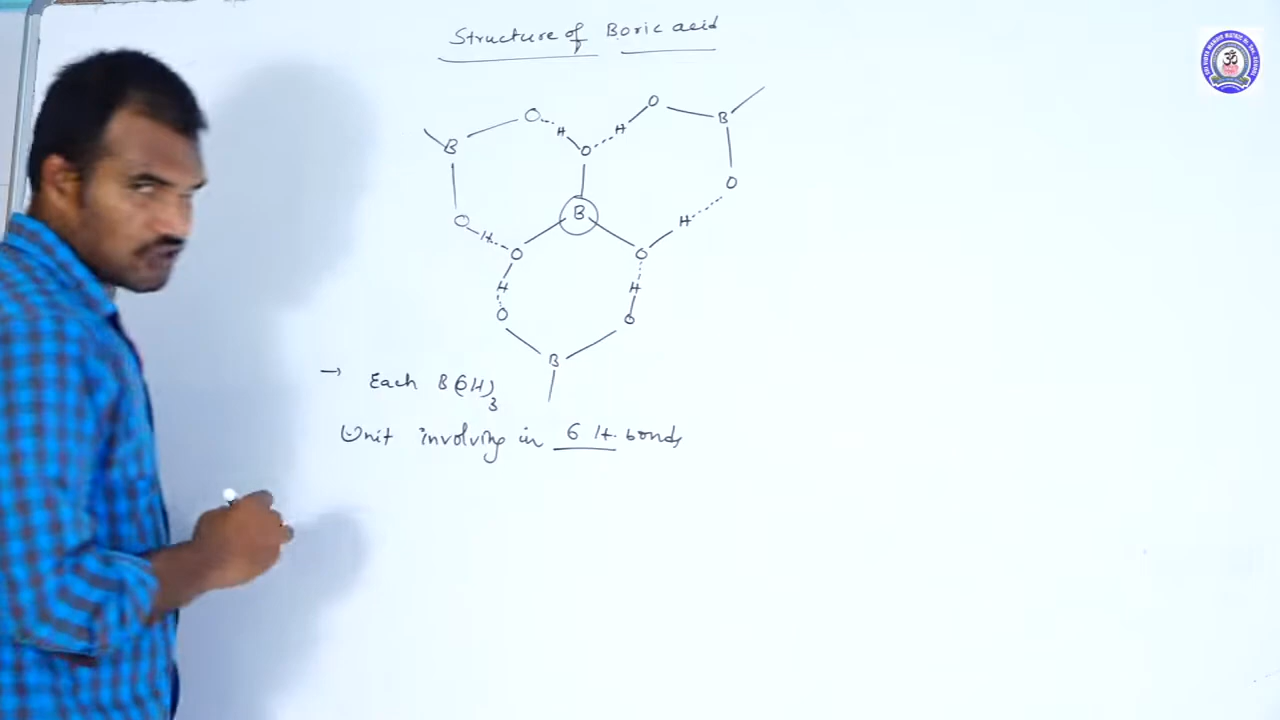 Structure of Boric acid
O O
B H H B
O
O B O
H H
O O
H H
O O
B
→ Each B(OH)3
Unit involving in 6 H. bonds